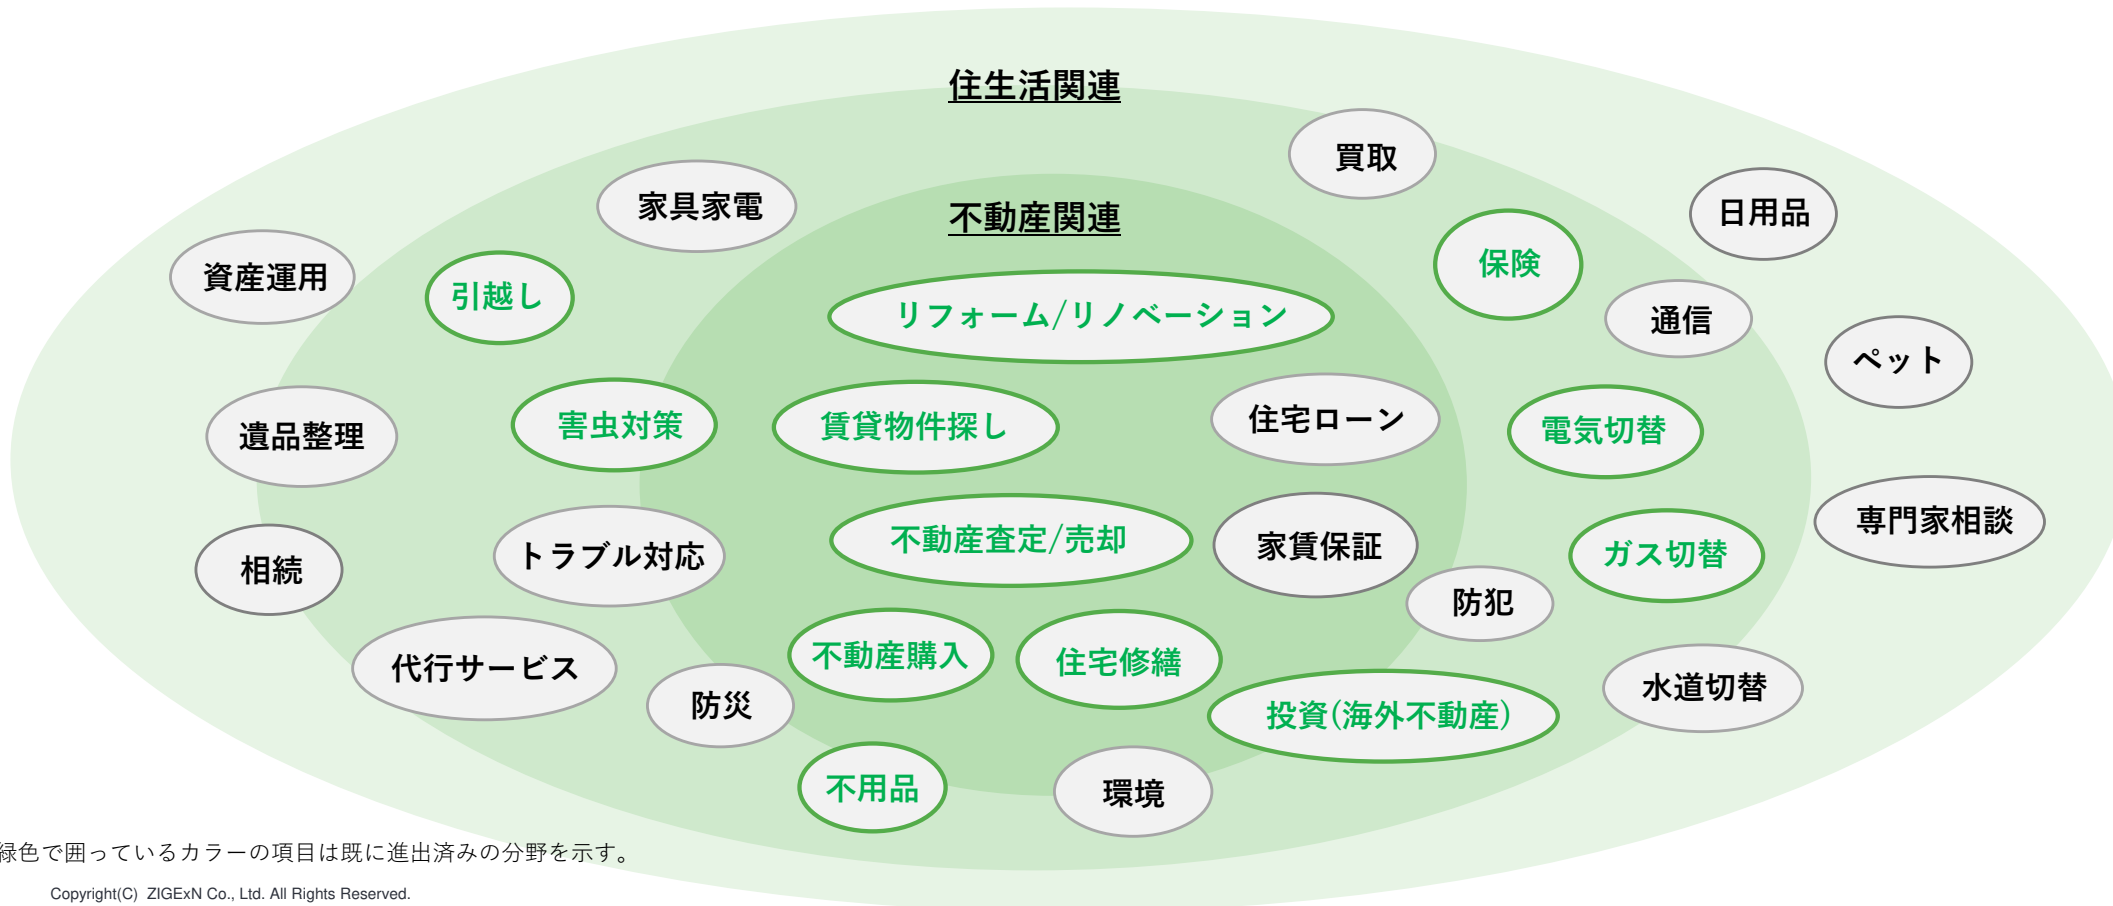 住生活関連
買取
家具家電
日用品
不動産関連
保険
資産運用
引越し
リフォーム/リノベーション
通信
ペット
害虫対策
賃貸物件探し
住宅ローン
電気切替
遺品整理
専門家相談
不動産査定/売却
家賃保証
トラブル対応
ガス切替
相続
防犯
不動産購入
住宅修繕
代行サービス
水道切替
防災
投資(海外不動産)
不用品
環境
緑色で囲っているカラーの項目は既に進出済みの分野を示す。
Copyright(C) ZIGExN Co., Ltd. All Rights Reserved.